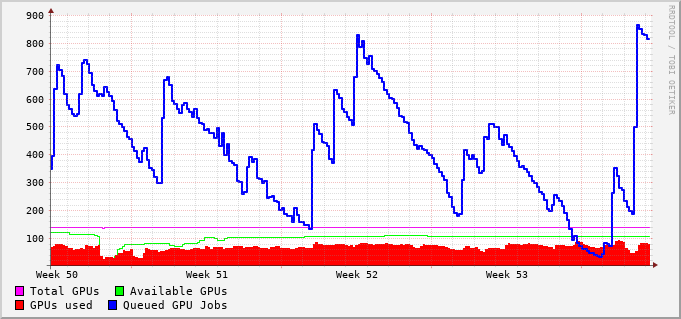 900
800
700
600
500
400
300
200
100
Week 50 Week 51 Week 52 Week 53
Total GPUs Available GPUs
GPUs used Queued GPU Jobs
RRDTOOL / TOBI OETIKER